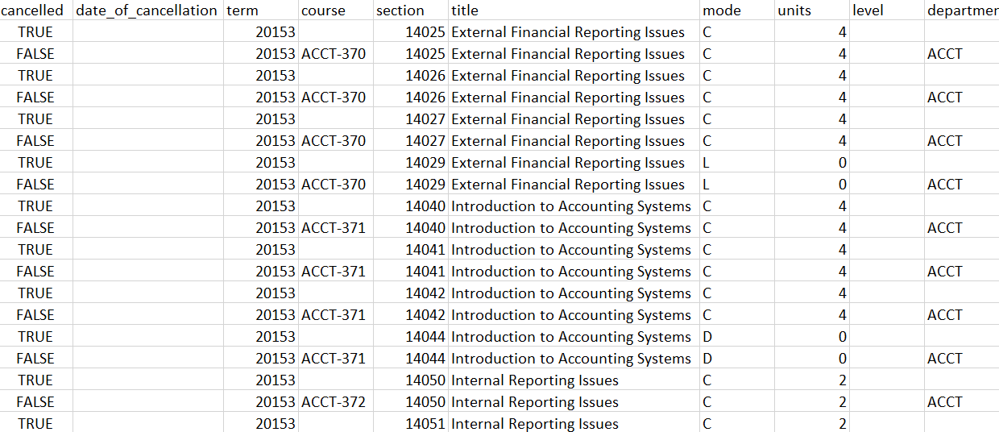 cancelled date_of_cancellation term course section title mode units level departmen
TRUE 20153 14025 External Financial Reporting Issues C 4
FALSE 20153 ACCT-370 14025 External Financial Reporting Issues C 4 ACCT
TRUE 20153 14026 External Financial Reporting Issues C 4
FALSE 20153 ACCT-370 14026 External Financial Reporting Issues C 4 ACCT
TRUE 20153 14027 External Financial Reporting Issues C 4
FALSE 20153 ACCT-370 14027 External Financial Reporting Issues C 4 ACCT
TRUE 20153 14029 External Financial Reporting Issues L 0
FALSE 20153 ACCT-370 14029 External Financial Reporting Issues L 0 ACCT
TRUE 20153 14040 Introduction to Accounting Systems C 4
FALSE 20153 ACCT-371 14040 Introduction to Accounting Systems C 4 ACCT
TRUE 20153 14041 Introduction to Accounting Systems C 4
FALSE 20153 ACCT-371 14041 Introduction to Accounting Systems C 4 ACCT
TRUE 20153 14042 Introduction to Accounting Systems C 4
FALSE 20153 ACCT-371 14042 Introduction to Accounting Systems C 4 ACCT
TRUE 20153 14044 Introduction to Accounting Systems D 0
FALSE 20153 ACCT-371 14044 Introduction to Accounting Systems D 0 ACCT
TRUE 20153 14050 Internal Reporting Issues C 2
FALSE 20153 ACCT-372 14050 Internal Reporting Issues C 2 ACCT
TRUE 20153 14051 Internal Reporting Issues C 2